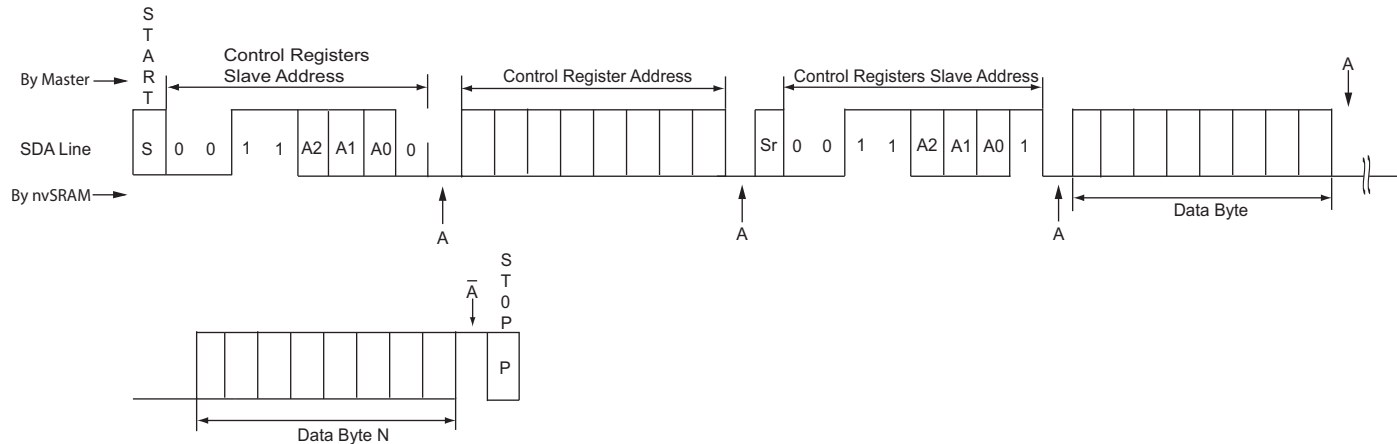 START
Control Registers
Slave Address
By Master
Control Register Address
Control Registers Slave Address
A
SDA Line
S 0 0 1 1 A2 A1 A0 0
Sr 0 0 1 1 A2 A1 A0 1
By nvSRAM
A
A
A
Data Byte
Ā
ST0P
P
Data Byte N